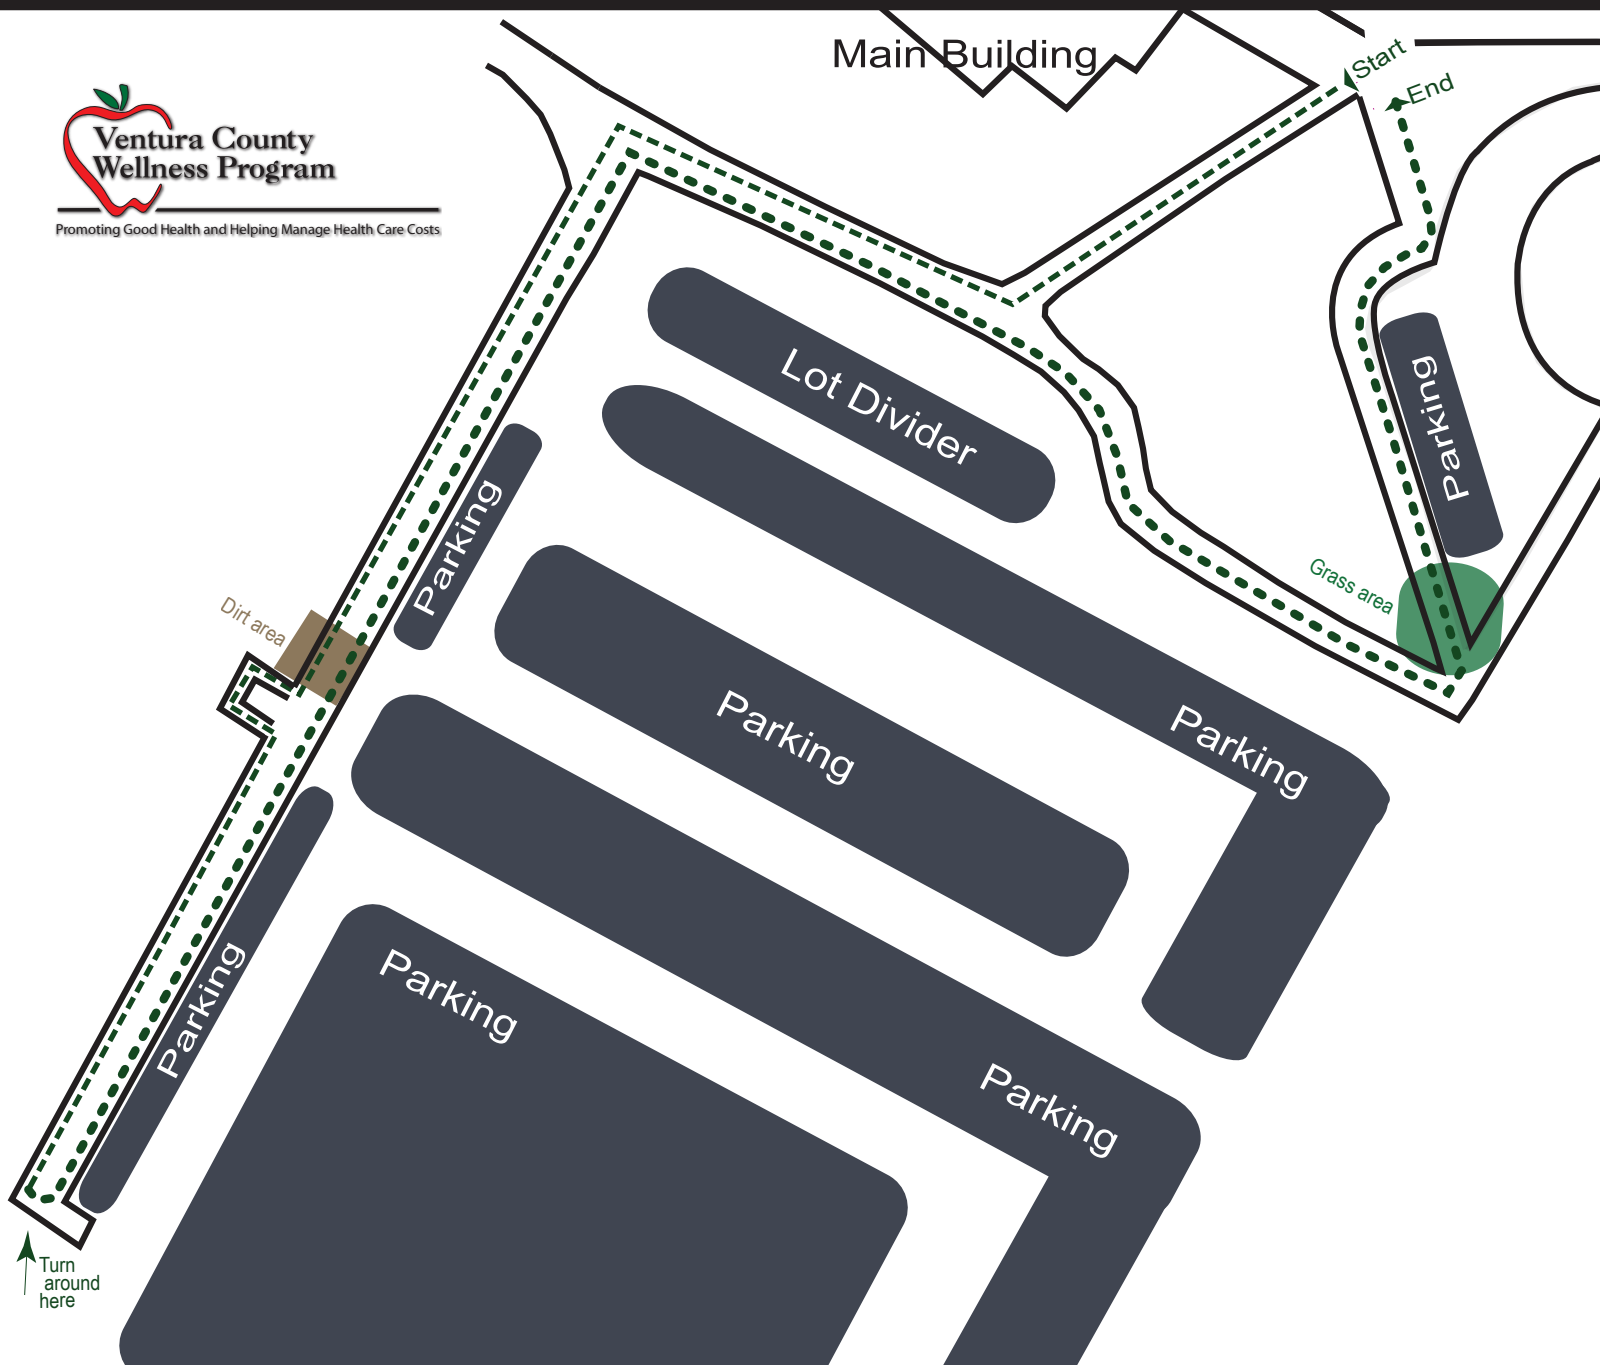 Main Building
Start
End
Ventura County
Wellness Program
Promoting Good Health and Helping Manage Health Care Costs
Lot Divider
Parking
Parking
Grass area
Dirt area
Parking
Parking
Parking
Parking
Parking
Turn
around
here